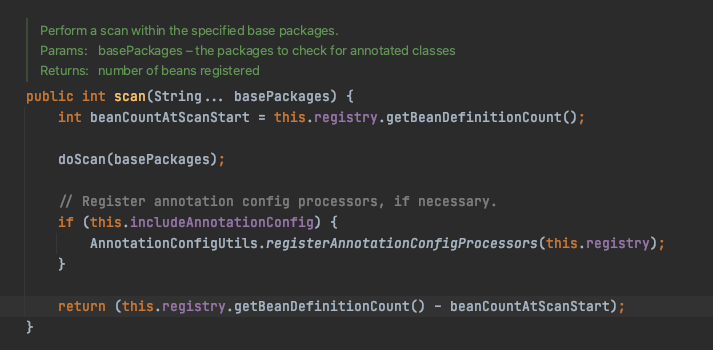 Perform a scan within the specified base packages.
Params: basePackages – the packages to check for annotated classes
Returns: number of beans registered
public int scan(String... basePackages) {
int beanCountAtScanStart = this.registry.getBeanDefinitionCount();
doScan(basePackages);
// Register annotation config processors, if necessary.
if (this.includeAnnotationConfig) {
AnnotationConfigUtils.registerAnnotationConfigProcessors(this.registry);
}
return (this.registry.getBeanDefinitionCount() - beanCountAtScanStart);
}